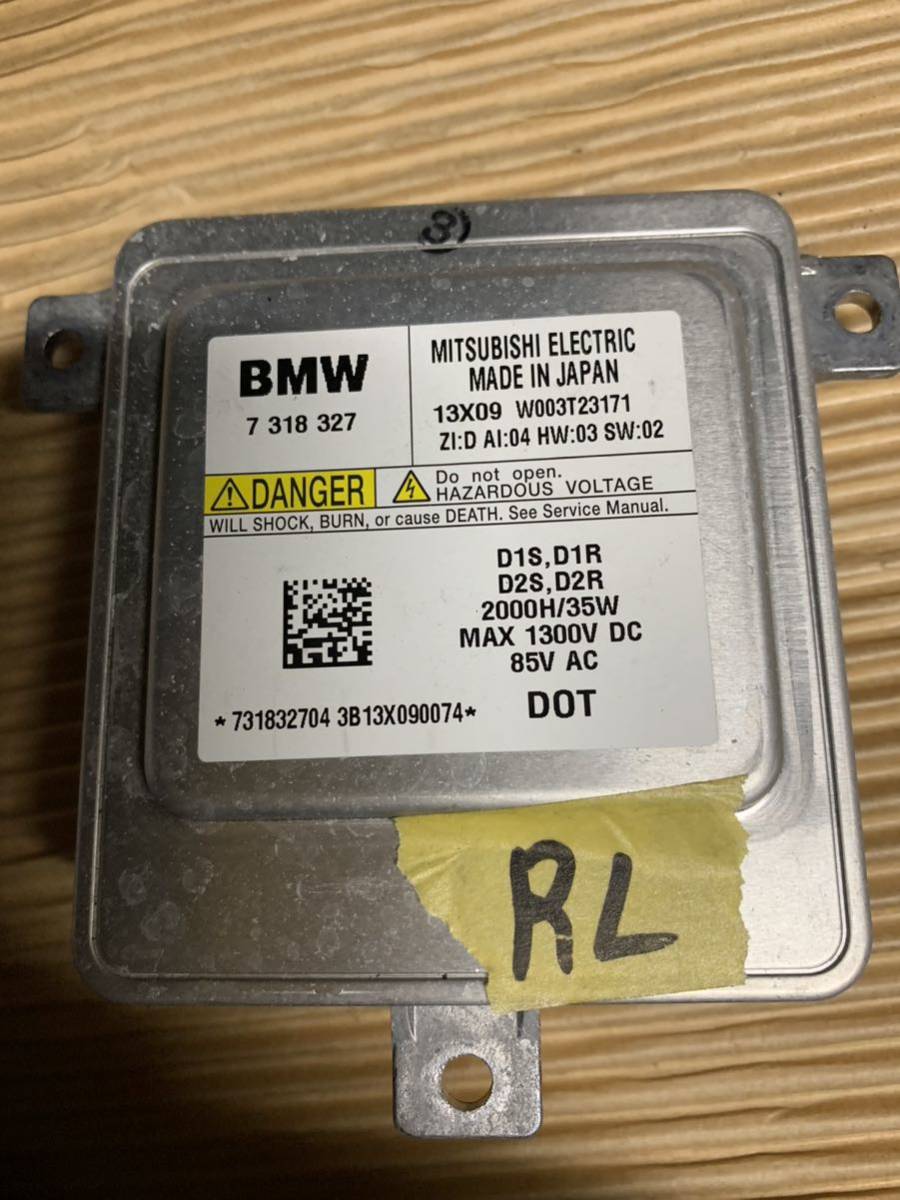 3
BMW
7 318 327
MITSUBISHI ELECTRIC
MADE IN JAPAN
13X09 W003T23171
ZI:D AI:04 HW:03 SW:02
DANGER
Do not open.
HAZARDOUS VOLTAGE
WILL SHOCK, BURN, or cause DEATH. See Service Manual.
D1S,D1R
D2S,D2R
2000H/35W
MAX 1300V DC
85V AC
DOT
*731832704 3B13X090074*
RL